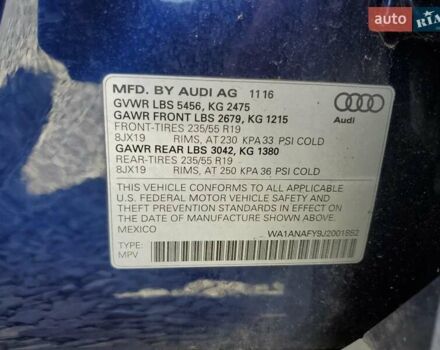 auto RIA
MFD. BY AUDI AG 11 16
GVWR LBS 5456, KG 2475
GAWR FRONT LBS 2679, KG 1215
FRONT-TIRES 235/55 R19
8JX19 RIMS, AT 230 KPA 33 PSI COLD
GAWR REAR LBS 3042, KG 1380
REAR-TIRES 235/55 R19
8JX19 RIMS, AT 250 KPA 36 PSI COLD
Audi
THIS VEHICLE CONFORMS TO ALL APPLICABLE
U.S. FEDERAL MOTOR VEHICLE SAFETY AND
THEFT PREVENTION STANDARDS IN EFFECT ON
THE DATE OF MANUFACTURE SHOWN ABOVE.
MEXICO
WA1ANAFY9J2001852
TYPE:
MPV